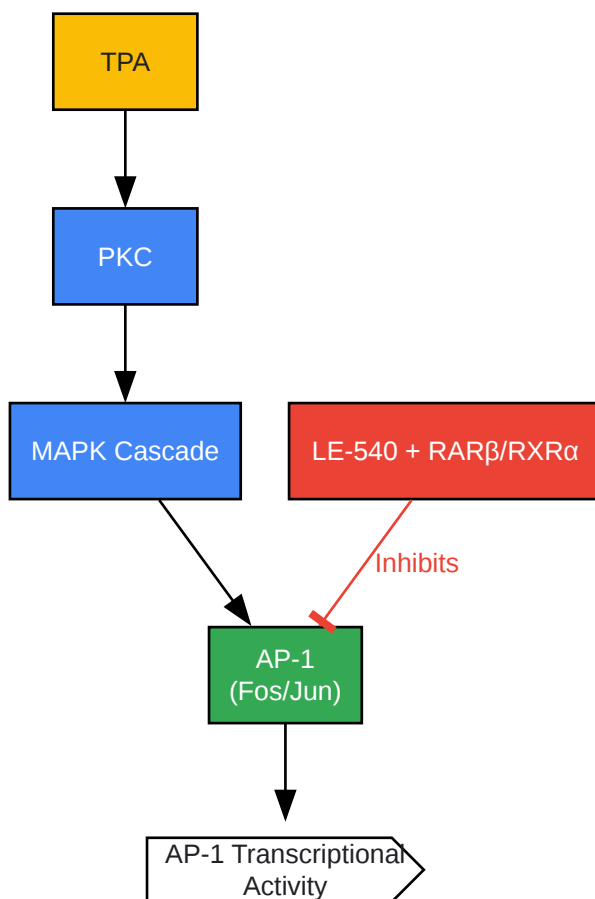 TPA
PKC
MAPK Cascade
LE-540 + RARβ/RXRα
Inhibits
AP-1
(Fos/Jun)
AP-1 Transcriptional
Activity